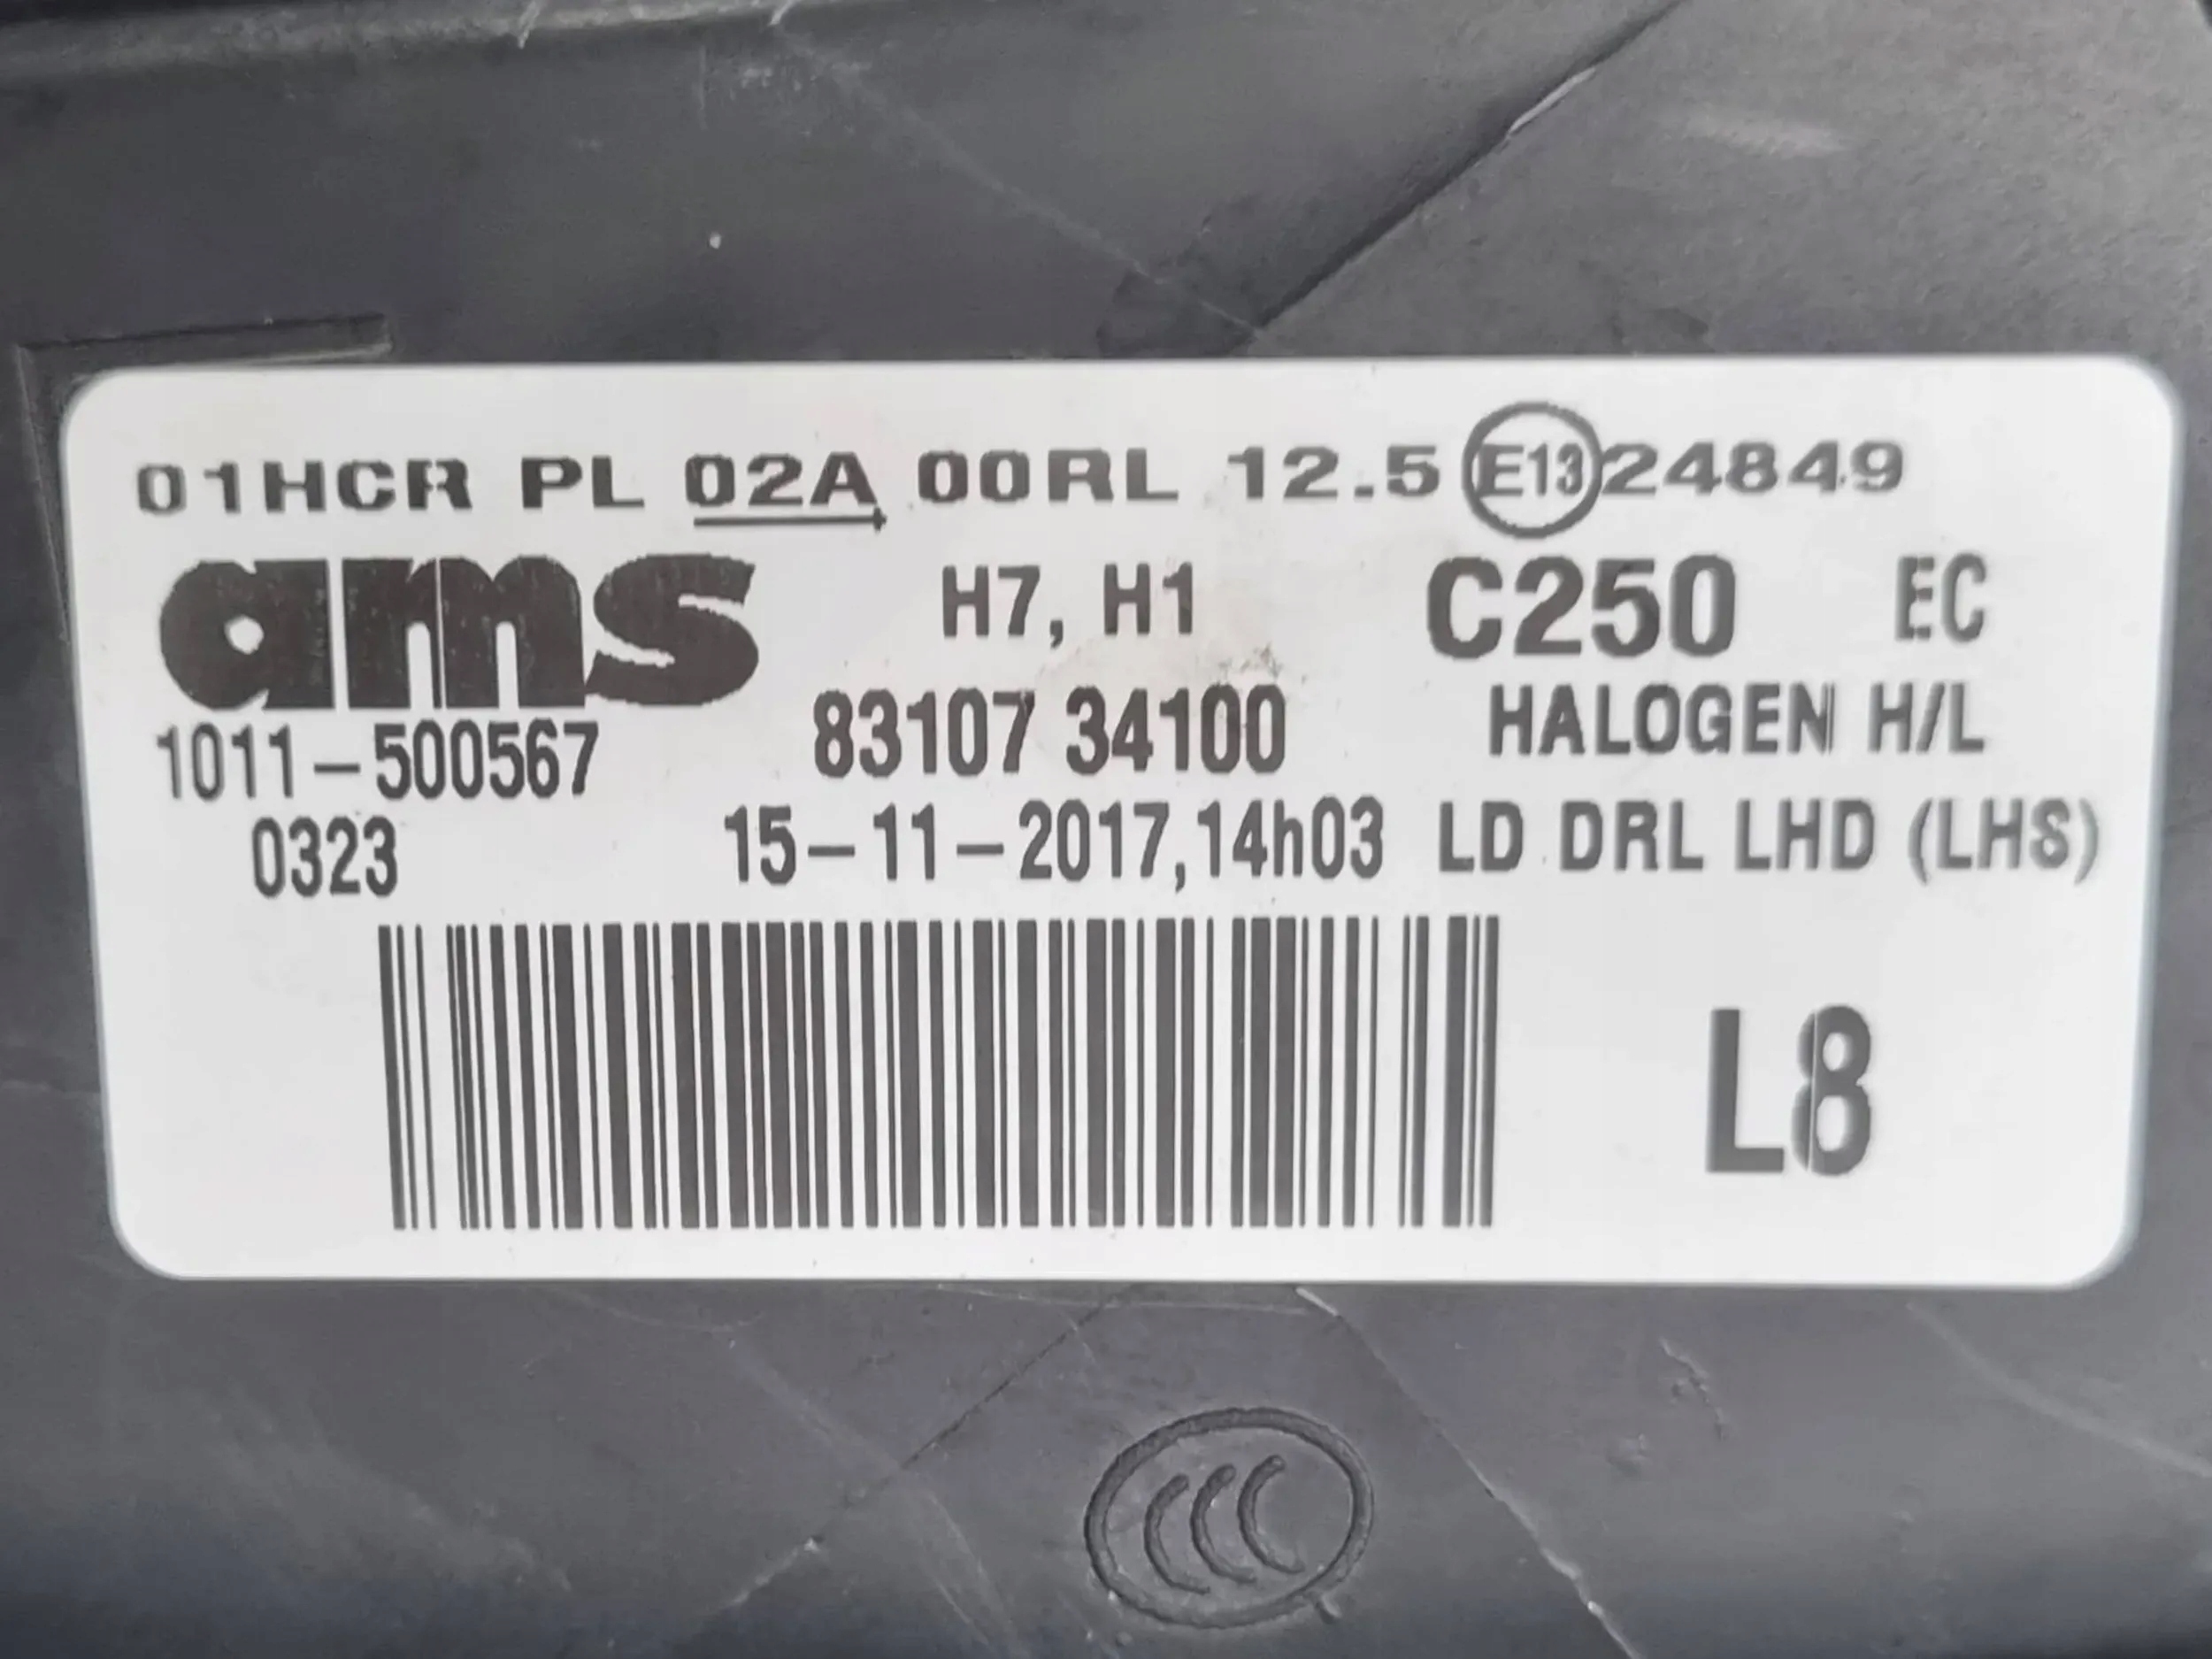 01HCR PL 02A 00RL 12.5 E13 24849
ams H7, H1 C250 EC
1011-500567 83107 34100 HALOGEN H/L
0323 15-11-2017,14h03 LD DRL LHD (LHS)
L8
CCC